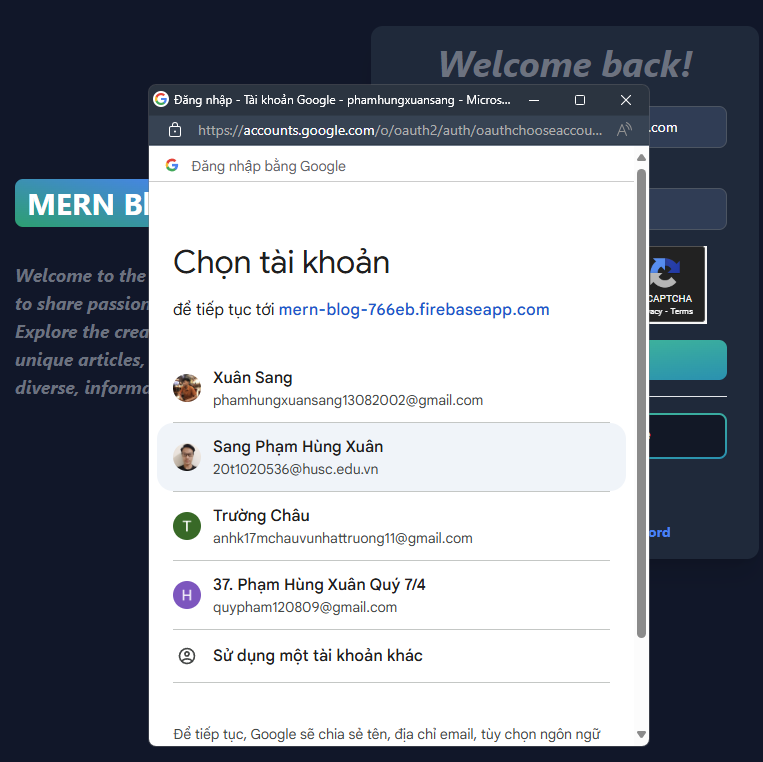 Welcome back!
Đăng nhập - Tài khoản Google - phamhungxuansang - Micros...
https://accounts.google.com/o/oauth2/auth/oauthchooseaccou...
.com
Đăng nhập bằng Google
MERN
Chọn tài khoản
để tiếp tục tới mern-blog-766eb.firebaseapp.com
Welcome to the
to share passion
Explore the
unique articles,
diverse,
CAPTCHA
Terms
Xuân Sang
phamhungxuansang13082002@gmail.com
Sang Phạm Hùng Xuân
20t1020536@husc.edu.vn
Trường Châu
anhk17mchauvunhattruong11@gmail.com
37. Phạm Hùng Xuân Quý 7/4
quypham120809@gmail.com
Sử dụng một tài khoản khác
Để tiếp tục, Google sẽ chia sẻ tên, địa chỉ email, tùy chọn ngôn ngữ